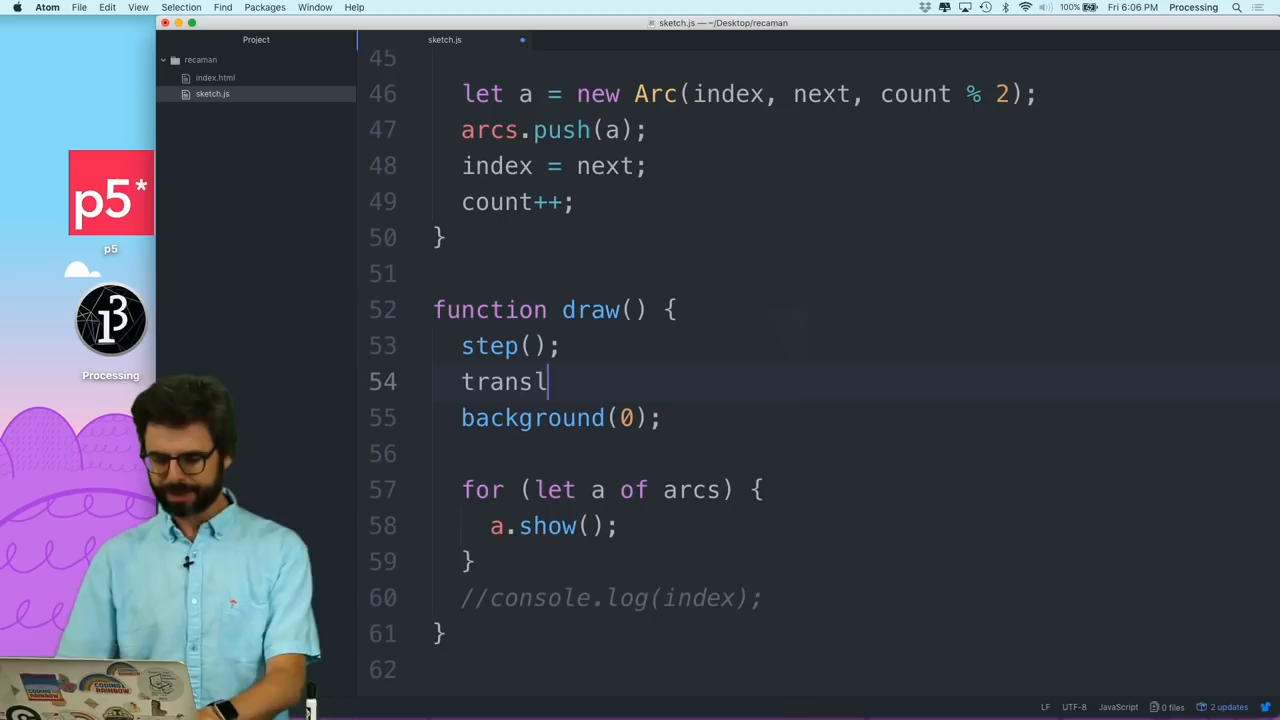 Atom File Edit View Selection Find Packages Window Help
100% Fri 6:06 PM Processing
sketch.js — ~/Desktop/recaman
Project
sketch.js
recaman
index.html
sketch.js
p5*
p5
Processing
45
46 let a = new Arc(index, next, count % 2);
47 arcs.push(a);
48 index = next;
49 count++;
50 }
51
52 function draw() {
53 step();
54 transl
55 background(0);
56
57 for (let a of arcs) {
58 a.show();
59 }
60 //console.log(index);
61 }
62
CODING RAINBOW
LF UTF-8 JavaScript 0 files 2 updates